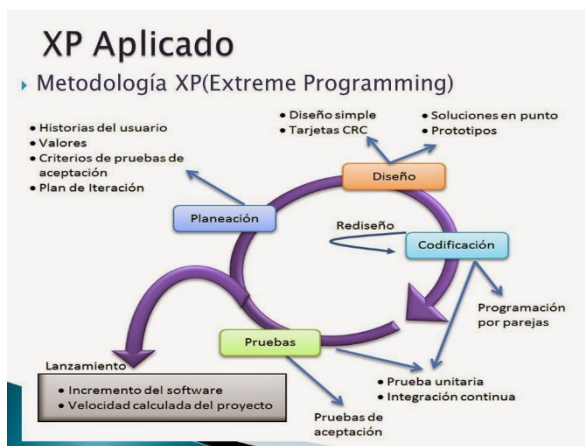 XP Aplicado
Metodología XP(Extreme Programming)
• Historias del usuario
• Valores
• Criterios de pruebas de
aceptación
• Plan de Iteración
• Diseño simple
• Tarjetas CRC
• Soluciones en punto
• Prototipos
Diseño
Planeación
Rediseño
Codificación
Programación
por parejas
Pruebas
Lanzamiento
• Incremento del software
• Velocidad calculada del proyecto
• Prueba unitaria
• Integración continua
Pruebas de
aceptación